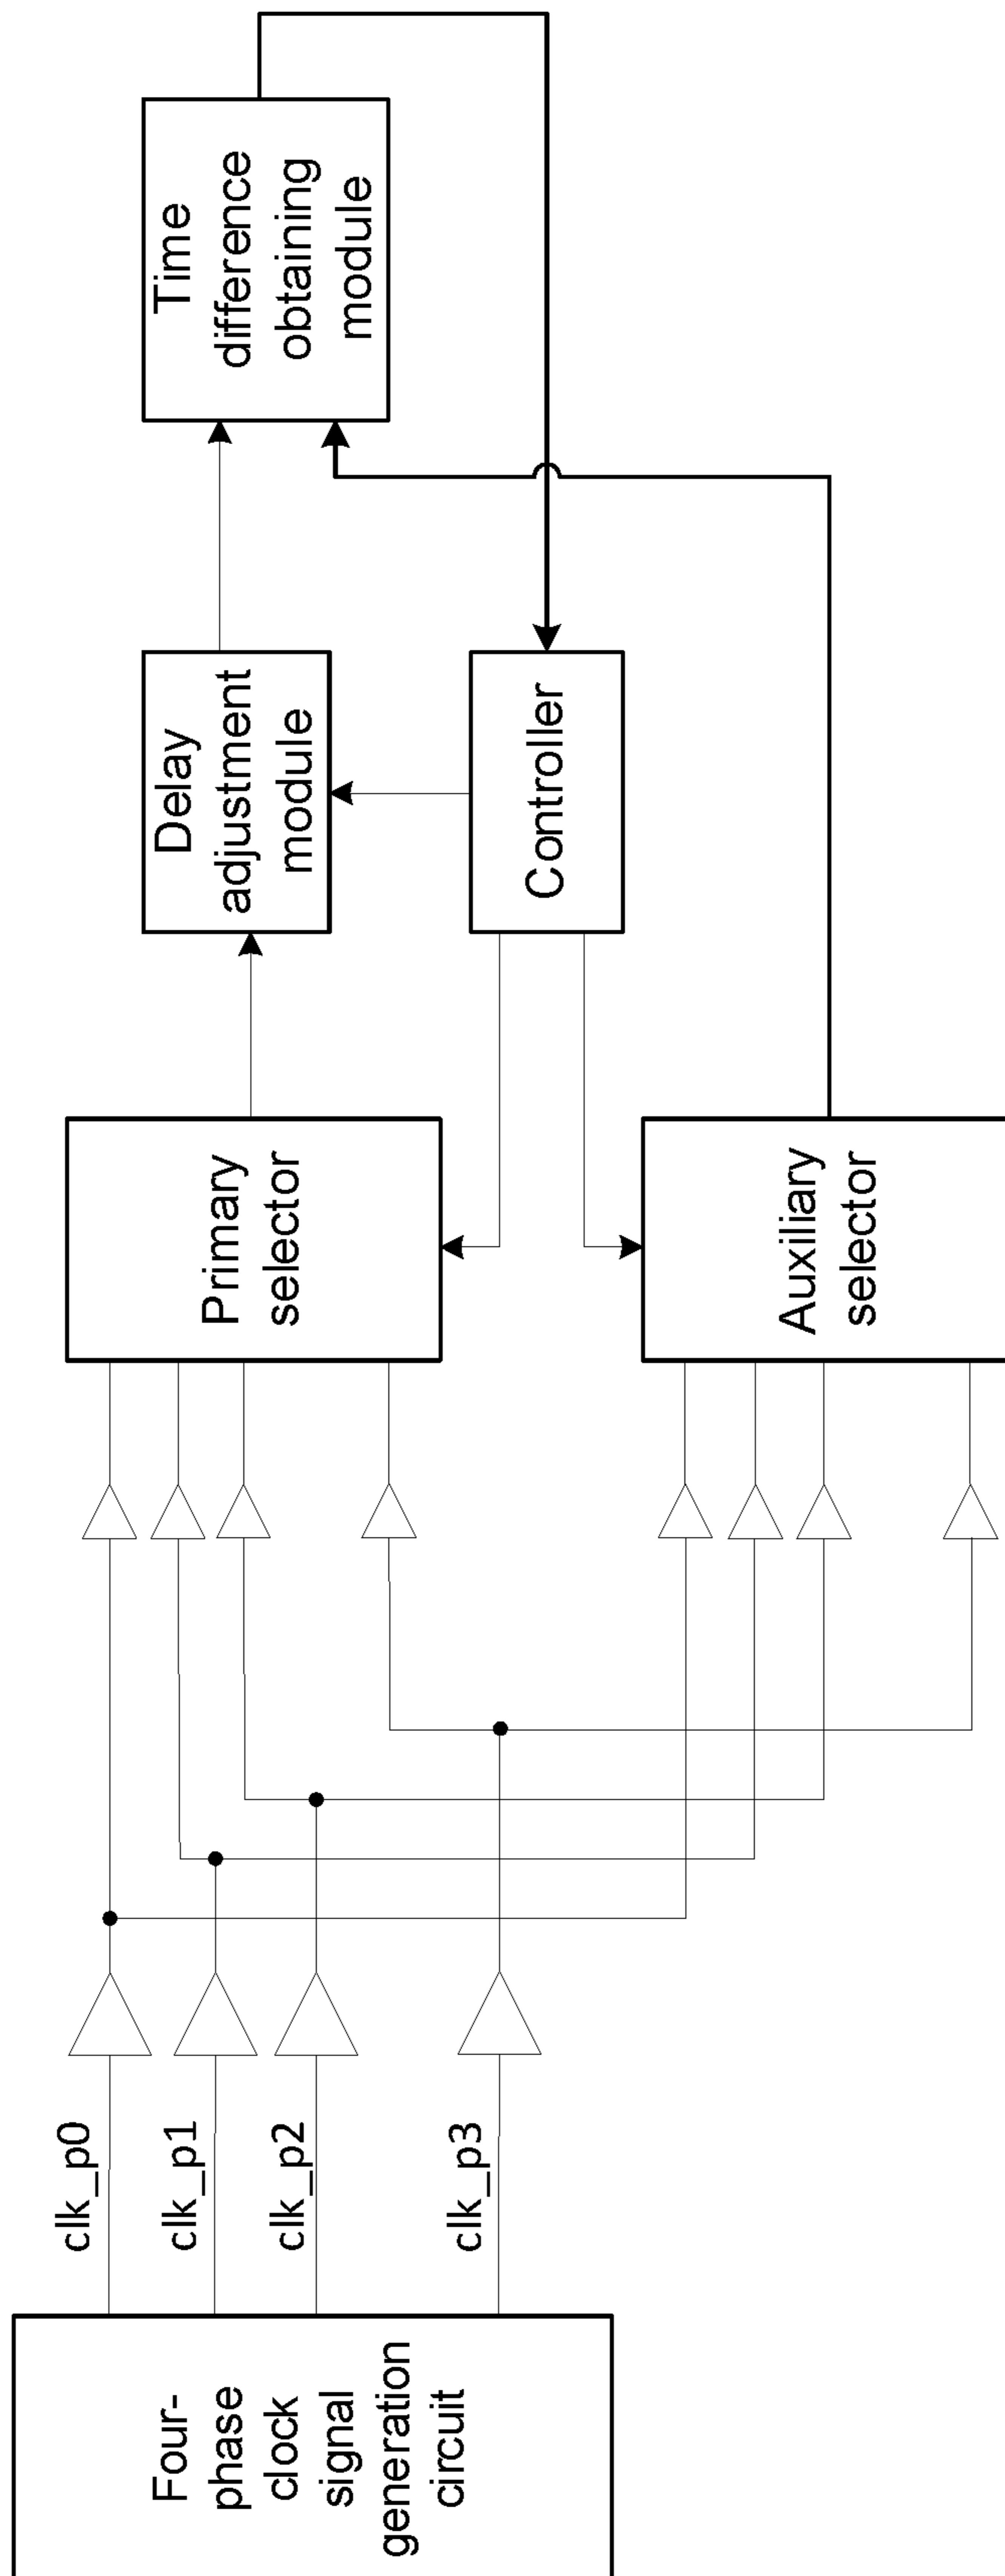 Four-
phase
clock
signal
generation
circuit
clk_p0
clk_p1
clk_p2
clk_p3
Primary
selector
Auxiliary
selector
Delay
adjustment
module
Controller
Time
difference
obtaining
module